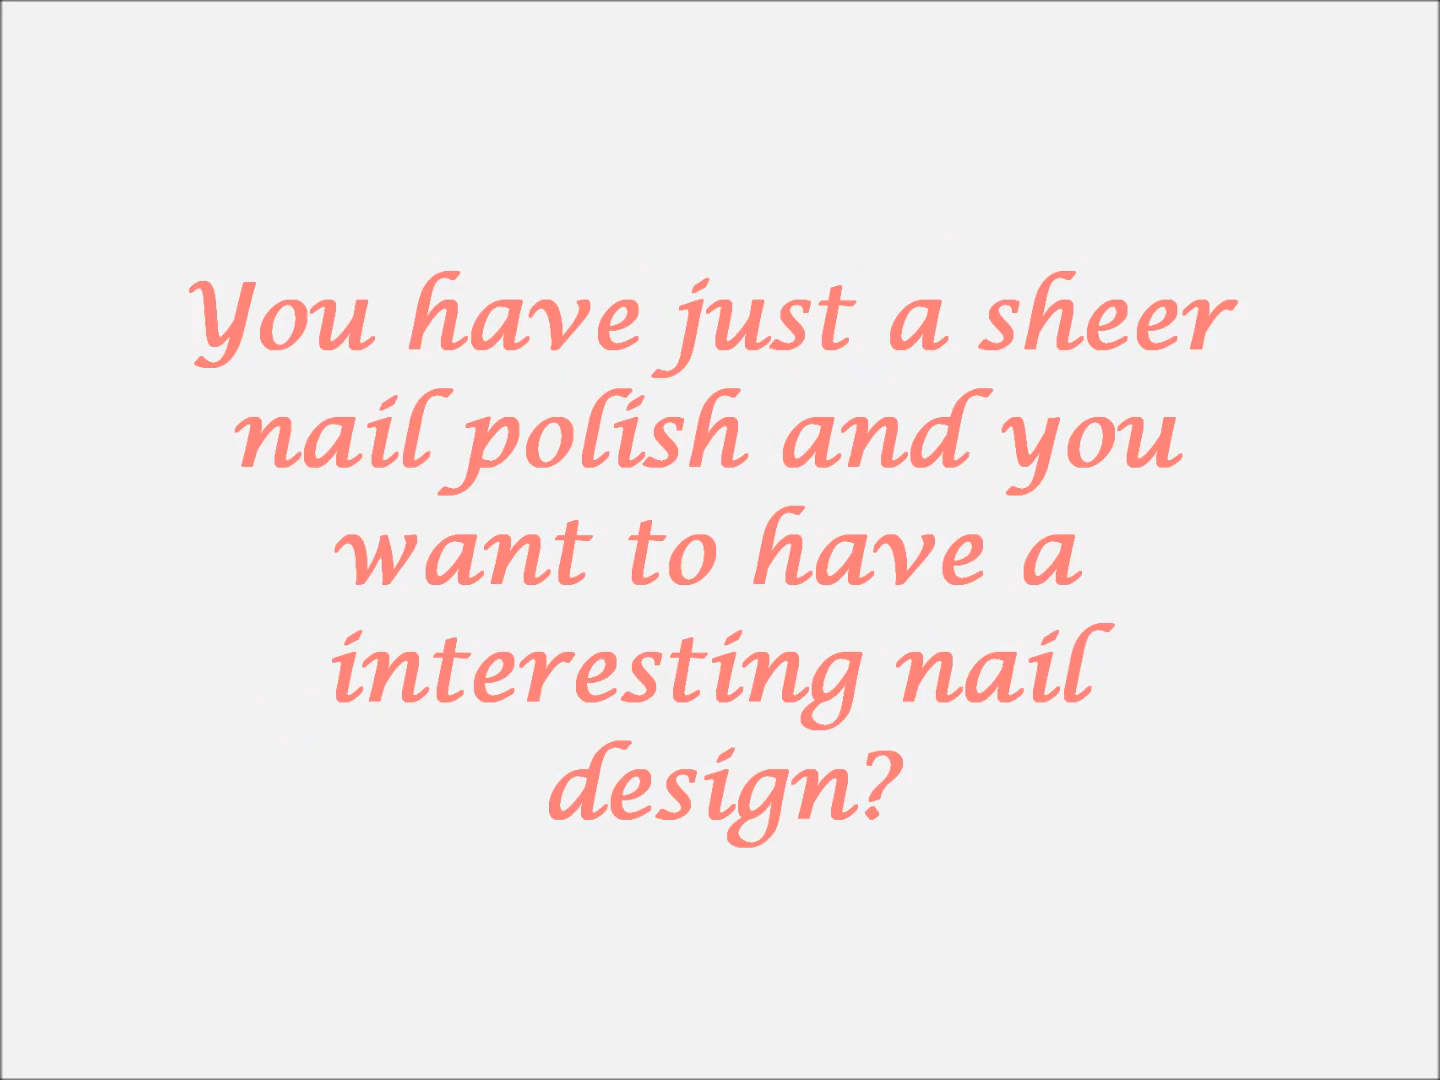 You have just a sheer
nail polish and you
want to have a
interesting nail
design?